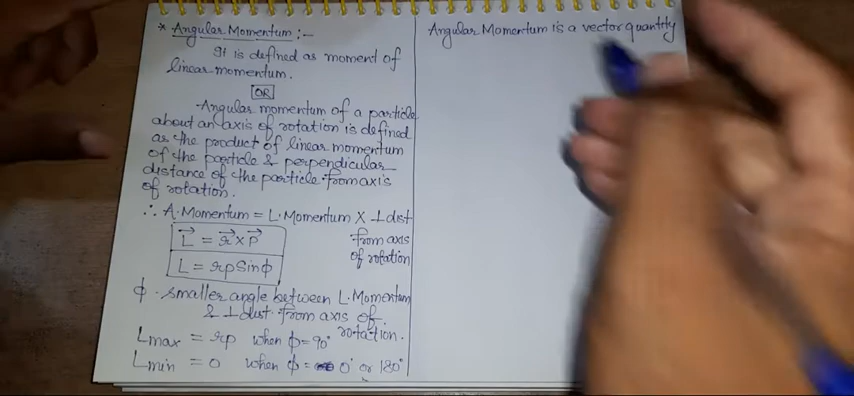 * Angular Momentum :-
It is defined as moment of
linear momentum.
OR
Angular momentum of a particle
about an axis of rotation is defined
as the product of linear momentum
of the particle & perpendicular
distance of the particle from axis
of rotation.
∴ A·Momentum = L·Momentum X ⊥dist
from axis
of rotation
L⃗ = r⃗ x p⃗
L = rpSinϕ
ϕ - smaller angle between L·Momentum
& ⊥dist· from axis of
rotation.
Lmax = rp when ϕ = 90°
Lmin = 0 when ϕ = 0° or 180°
Angular Momentum is a vector quantity